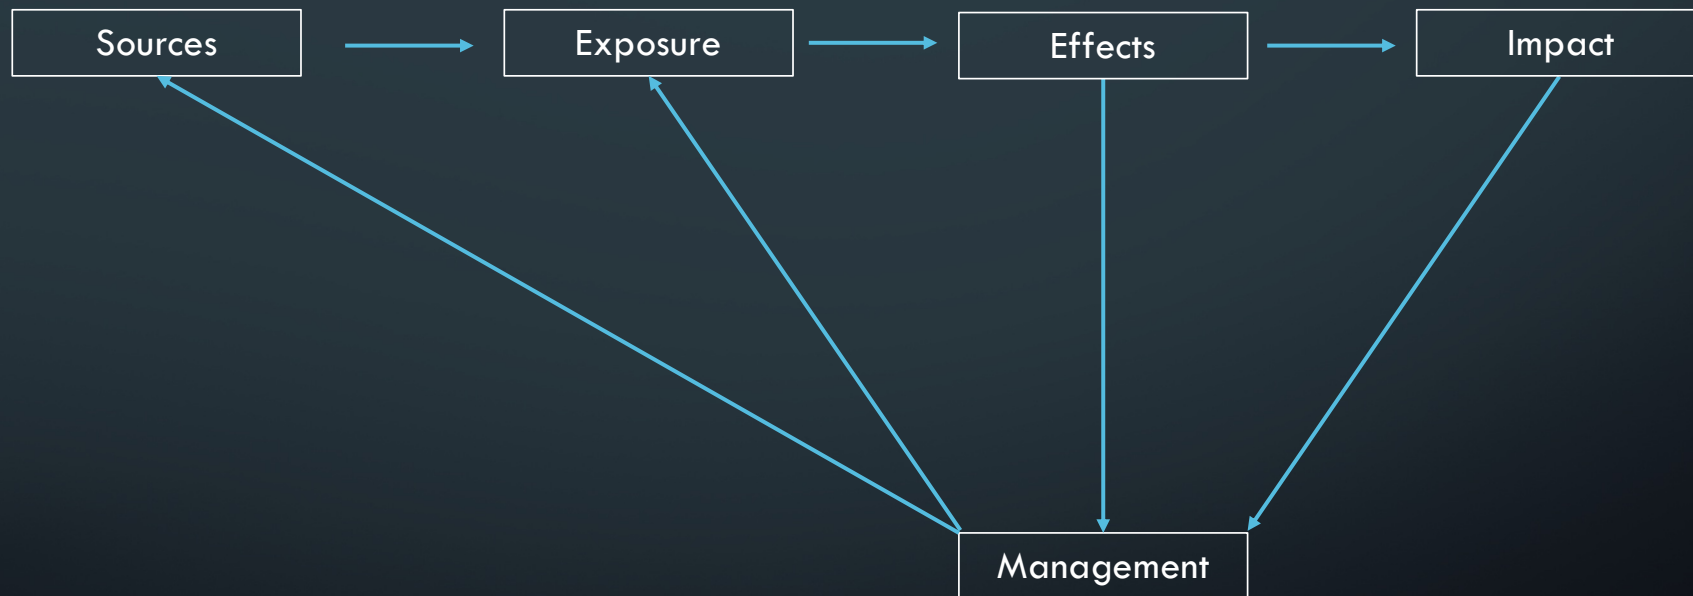 Sources
Exposure
Effects
Impact
Management